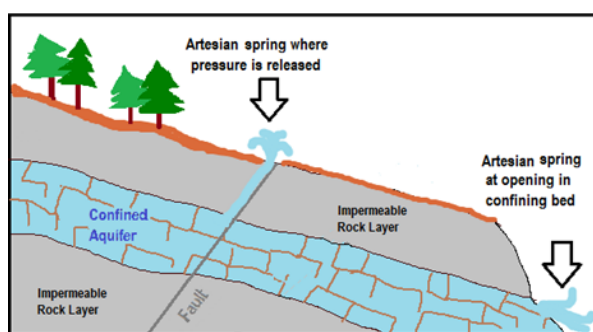 Artesian spring where
pressure is released
Artesian spring
at opening in
confining bed
Confined
Aquifer
Impermeable
Rock Layer
Impermeable
Rock Layer
Fault